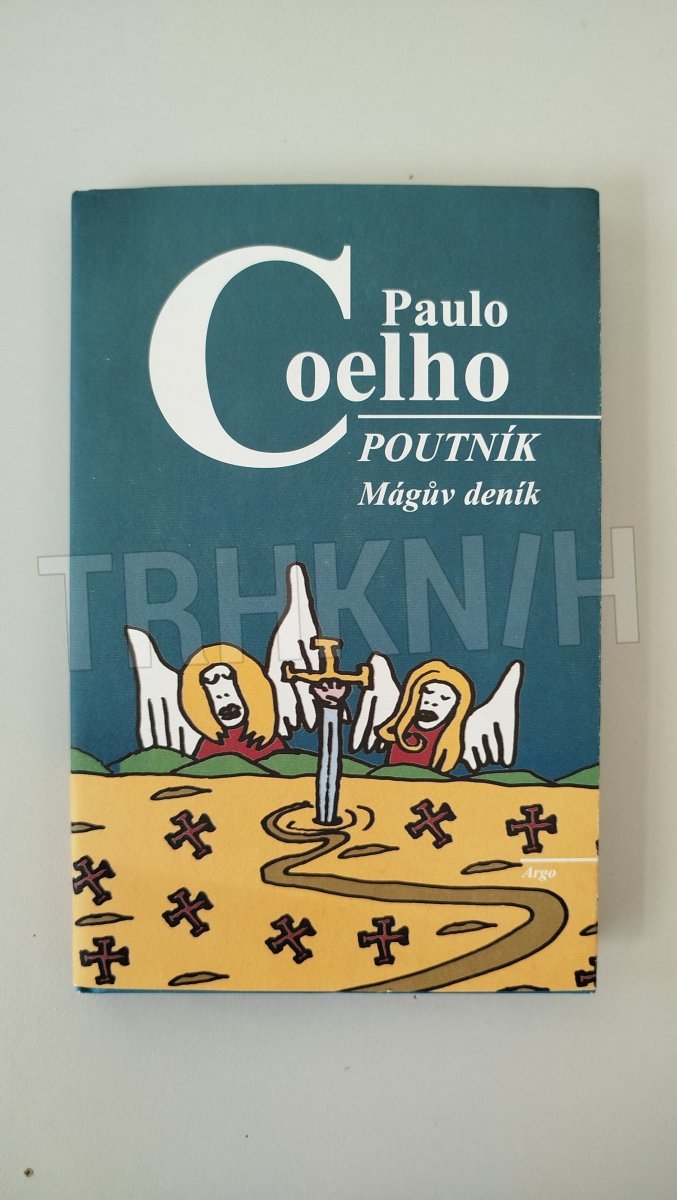 Paulo
Coelho
POUTNÍK
Mágův deník
TRHKNIH
Argo